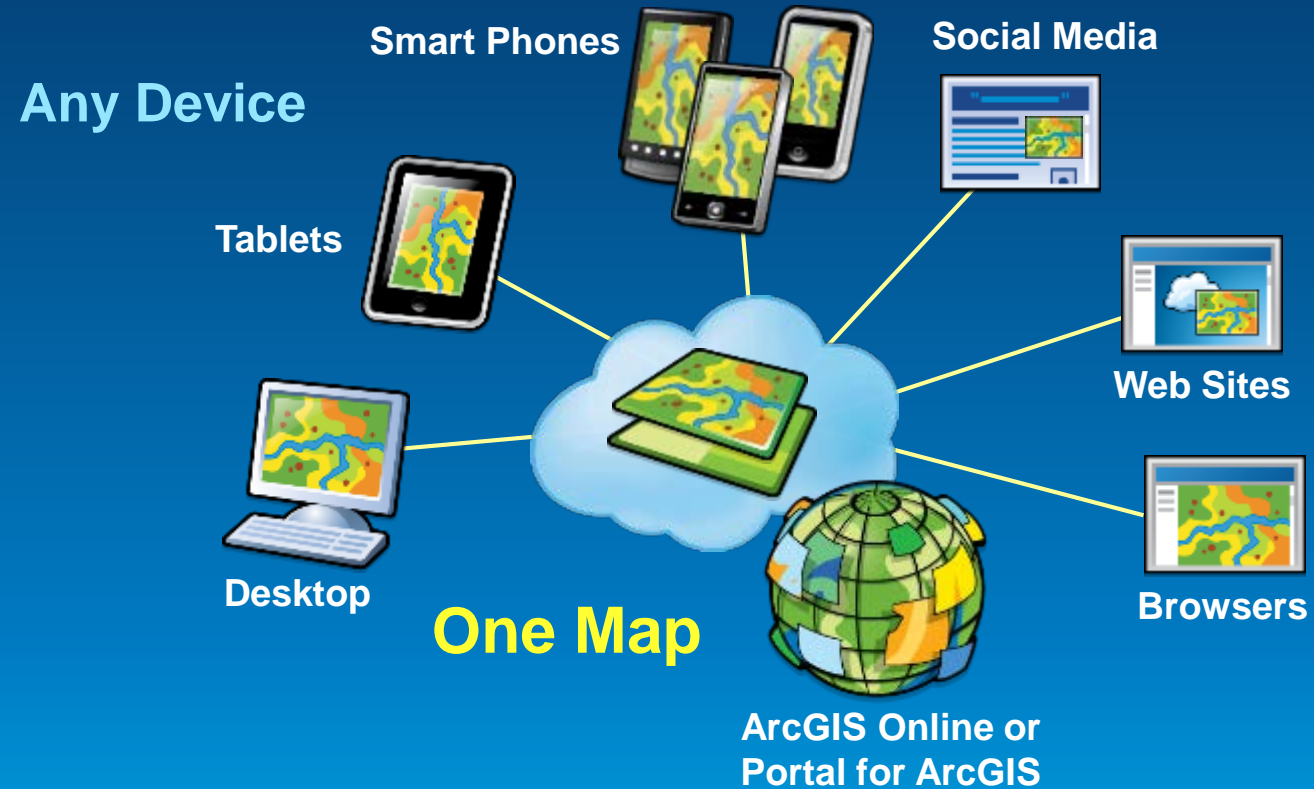 Smart Phones
Social Media
Any Device
Tablets
Web Sites
Desktop
Browsers
One Map
ArcGIS Online or
Portal for ArcGIS